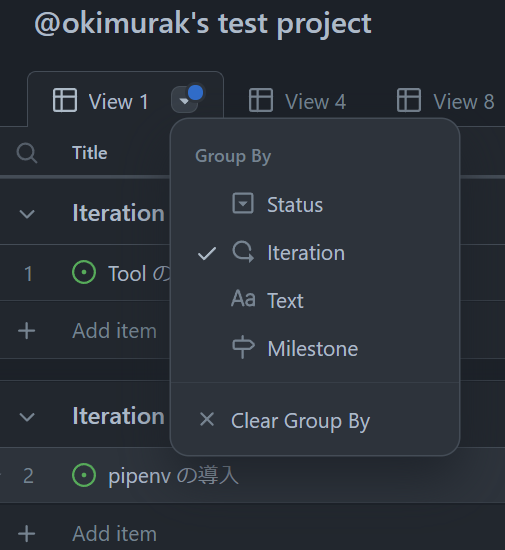 @okimurak's test project
View 1
View 4
View 8
Title
Group By
Status
Iteration
Aa Text
Milestone
Clear Group By
Iteration
1 Tool の
Add item
Iteration
2 pipenv の導入
Add item